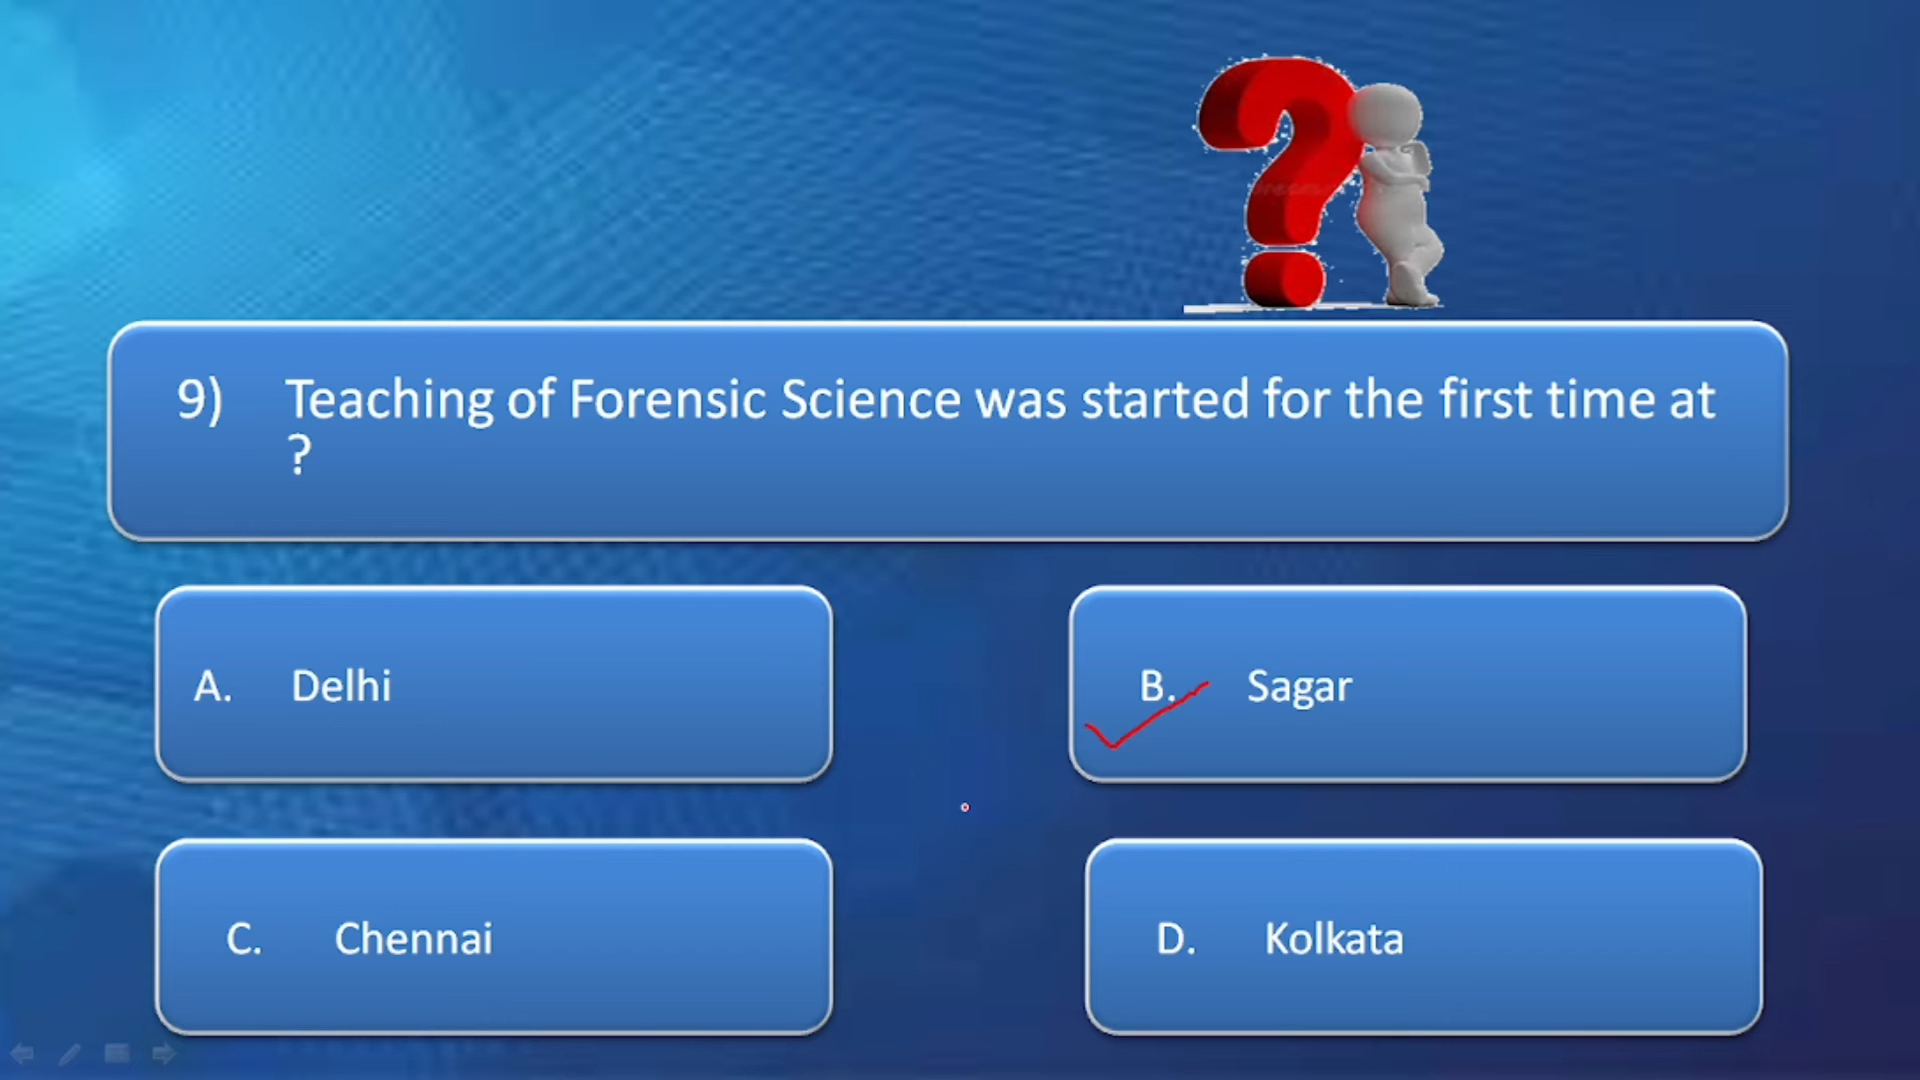 9) Teaching of Forensic Science was started for the first time at
?
A. Delhi
B. Sagar
C. Chennai
D. Kolkata